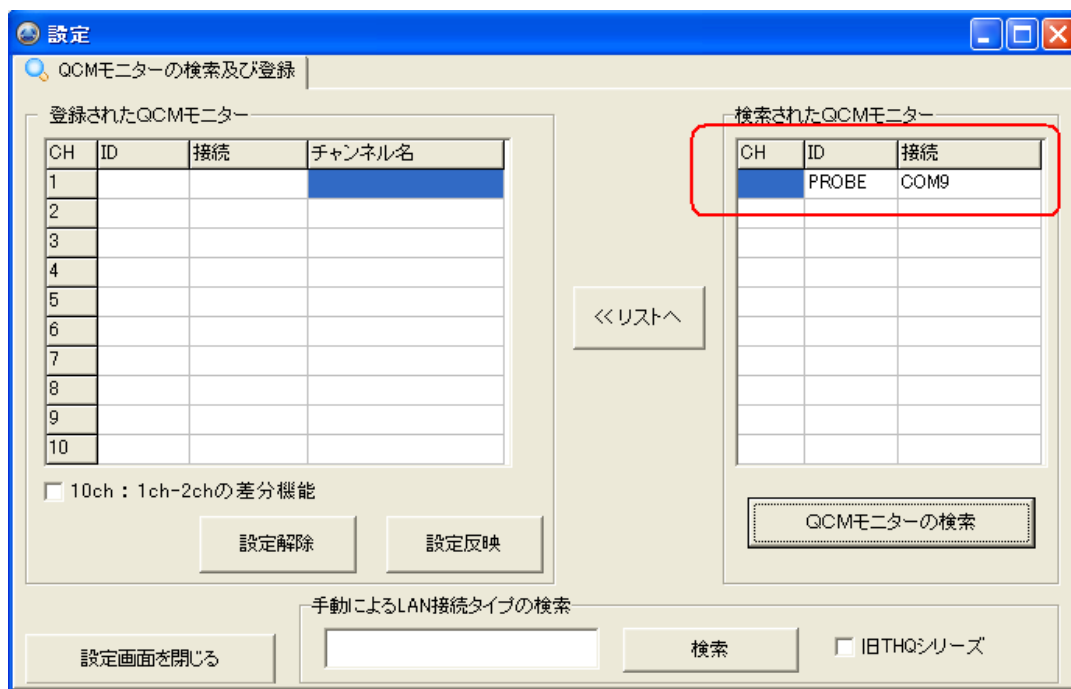 設定
QCMモニターの検索及び登録
登録されたQCMモニター
CH ID 接続 チャンネル名
1
2
3
4
5
6
7
8
9
10
10ch：1ch-2chの差分機能
設定解除 設定反映
<<リストへ
検索されたQCMモニター
CH ID 接続
PROBE COM9
QCMモニターの検索
手動によるLAN接続タイプの検索
設定画面を閉じる
検索
旧THQシリーズ